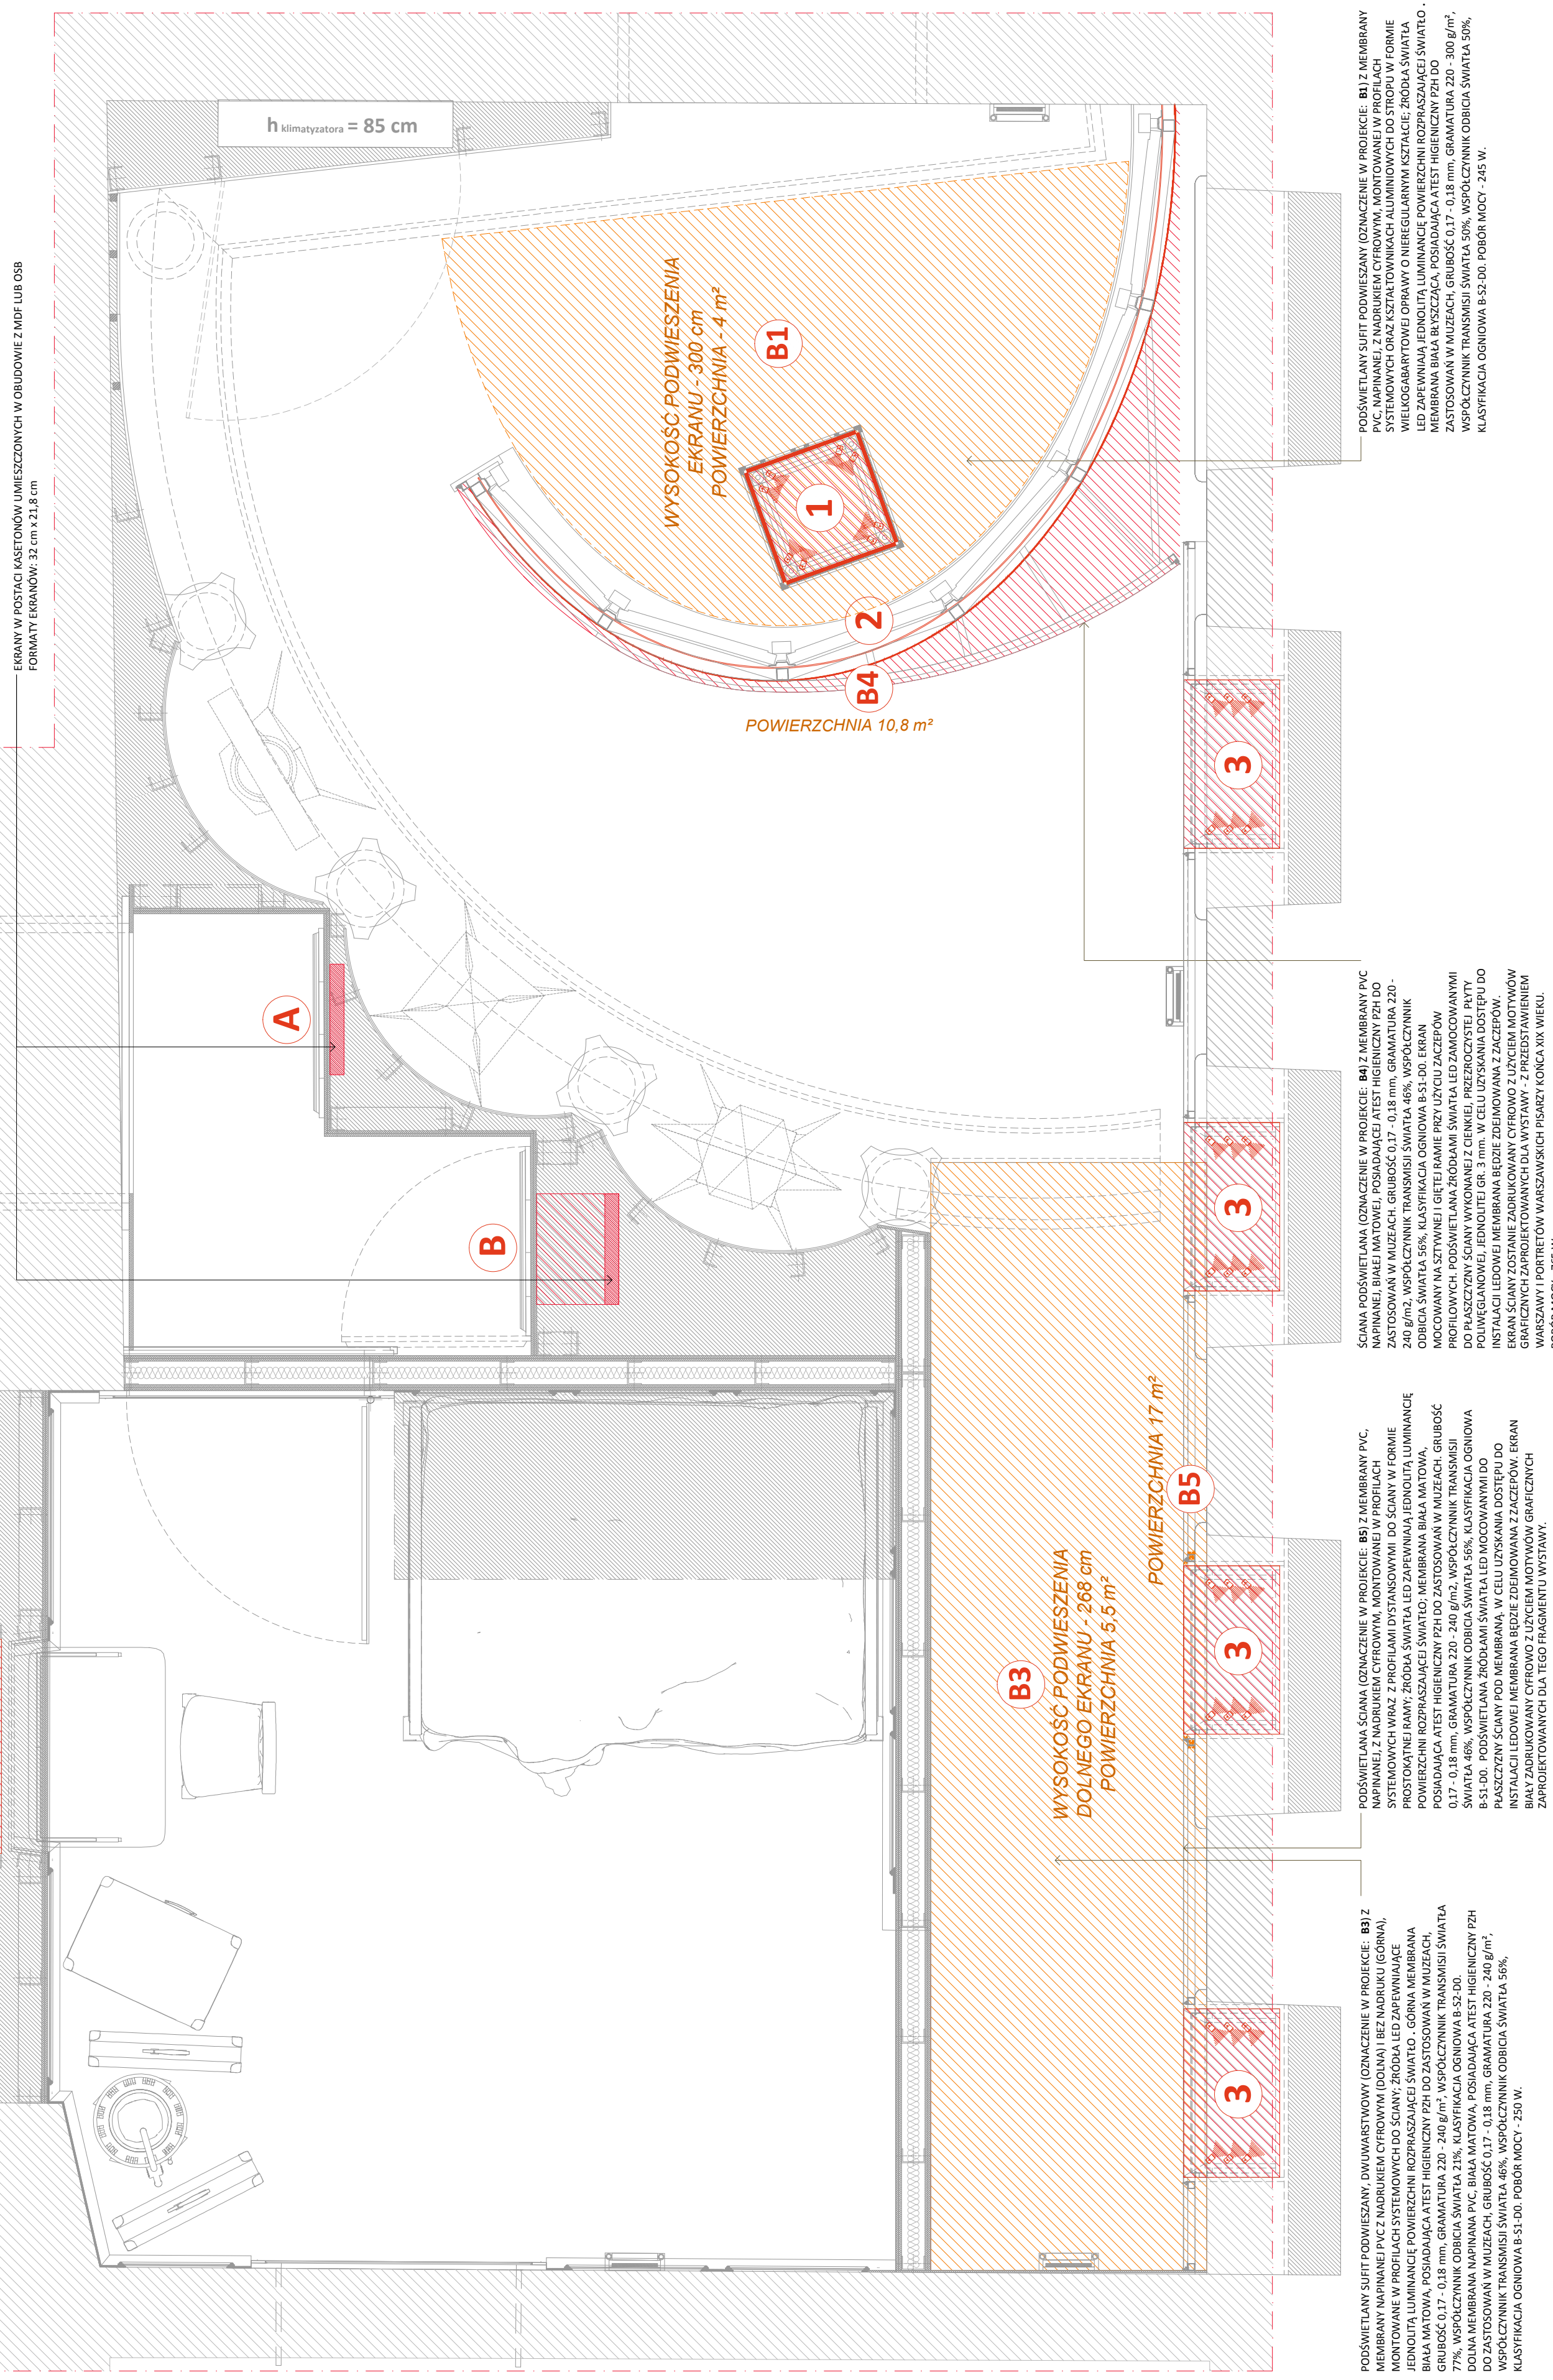 EKRANY W POSTACI KASETONÓW UMIESZCZONYCH W OBUDOWIE Z MDF LUB OSB
FORMATY EKRANÓW: 32 cm x 21,8 cm
h klimatyzatora = 85 cm
WYSOKOŚĆ PODWIESZENIA
EKRANU - 300 cm
POWIERZCHNIA - 4 m²
B1
1
2
B4
POWIERZCHNIA 10,8 m²
A
B
3
3
3
3
B3
WYSOKOŚĆ PODWIESZENIA
DOLNEGO EKRANU - 268 cm
POWIERZCHNIA 5,5 m²
POWIERZCHNIA 17 m²
B5
PODŚWIETLANY SUFIT PODWIESZANY, DWUWARSTWOWY (OZNACZENIE W PROJEKCIE: B3) Z
MEMBRANY NAPINANEJ PVC Z NADRUKIEM CYFROWYM (DOLNA) I BEZ NADRUKU (GÓRNA),
MONTOWANE W PROFILACH SYSTEMOWYCH DO ŚCIANY; ŹRÓDŁA LED ZAPEWNIAJĄCE
JEDNOLITĄ LUMINANCJĘ POWIERZCHNI ROZPRASZAJĄCEJ ŚWIATŁO . GÓRNA MEMBRANA
BIAŁA MATOWA, POSIADAJĄCA ATEST HIGIENICZNY PZH DO ZASTOSOWAŃ W MUZEACH,
GRUBOŚĆ 0,17 - 0,18 mm, GRAMATURA 220 - 240 g/m², WSPÓŁCZYNNIK TRANSMISJI ŚWIATŁA
77%, WSPÓŁCZYNNIK ODBICIA ŚWIATŁA 21%, KLASYFIKACJA OGNIOWA B-S2-D0.
DOLNA MEMBRANA NAPINANA PVC, BIAŁA MATOWA, POSIADAJĄCA ATEST HIGIENICZNY PZH
DO ZASTOSOWAŃ W MUZEACH, GRUBOŚĆ 0,17 - 0,18 mm, GRAMATURA 220 - 240 g/m²,
WSPÓŁCZYNNIK TRANSMISJI ŚWIATŁA 46%, WSPÓŁCZYNNIK ODBICIA ŚWIATŁA 56%,
KLASYFIKACJA OGNIOWA B-S1-D0. POBÓR MOCY - 250 W.
PODŚWIETLANA ŚCIANA (OZNACZENIE W PROJEKCIE: B5) Z MEMBRANY PVC,
NAPINANEJ, Z NADRUKIEM CYFROWYM, MONTOWANEJ W PROFILACH
SYSTEMOWYCH WRAZ Z PROFILAMI DYSTANSOWYMI DO ŚCIANY W FORMIE
PROSTOKĄTNEJ RAMY; ŹRÓDŁA ŚWIATŁA LED ZAPEWNIAJĄ JEDNOLITĄ LUMINANCJĘ
POWIERZCHNI ROZPRASZAJĄCEJ ŚWIATŁO; MEMBRANA BIAŁA MATOWA,
POSIADAJĄCA ATEST HIGIENICZNY PZH DO ZASTOSOWAŃ W MUZEACH. GRUBOŚĆ
0,17 - 0,18 mm, GRAMATURA 220 - 240 g/m2, WSPÓŁCZYNNIK TRANSMISJI
ŚWIATŁA 46%, WSPÓŁCZYNNIK ODBICIA ŚWIATŁA 56%, KLASYFIKACJA OGNIOWA
B-S1-D0. PODŚWIETLANA ŹRÓDŁAMI ŚWIATŁA LED MOCOWANYMI DO
PŁASZCZYZNY ŚCIANY POD MEMBRANĄ. W CELU UZYSKANIA DOSTĘPU DO
INSTALACJI LEDOWEJ MEMBRANA BĘDZIE ZDEJMOWANA Z ZACZEPÓW. EKRAN
BIAŁY ZADRUKOWANY CYFROWO Z UŻYCIEM MOTYWÓW GRAFICZNYCH
ZAPROJEKTOWANYCH DLA TEGO FRAGMENTU WYSTAWY.
ŚCIANA PODŚWIETLANA (OZNACZENIE W PROJEKCIE: B4) Z MEMBRANY PVC
NAPINANEJ, BIAŁEJ MATOWEJ, POSIADAJĄCEJ ATEST HIGIENICZNY PZH DO
ZASTOSOWAŃ W MUZEACH. GRUBOŚĆ 0,17 - 0,18 mm, GRAMATURA 220 -
240 g/m2, WSPÓŁCZYNNIK TRANSMISJI ŚWIATŁA 46%, WSPÓŁCZYNNIK
ODBICIA ŚWIATŁA 56%, KLASYFIKACJA OGNIOWA B-S1-D0. EKRAN
MOCOWANY NA SZTYWNEJ I GIĘTEJ RAMIE PRZY UŻYCIU ZACZEPÓW
PROFILOWYCH. PODŚWIETLANA ŹRÓDŁAMI ŚWIATŁA LED ZAMOCOWANYMI
DO PŁASZCZYZNY ŚCIANY WYKONANEJ Z CIENKIEJ, PRZEZROCZYSTEJ PŁYTY
POLIWĘGLANOWEJ, JEDNOLITEJ GR. 3 mm. W CELU UZYSKANIA DOSTĘPU DO
INSTALACJI LEDOWEJ MEMBRANA BĘDZIE ZDEJMOWANA Z ZACZEPÓW.
EKRAN ŚCIANY ZOSTANIE ZADRUKOWANY CYFROWO Z UŻYCIEM MOTYWÓW
GRAFICZNYCH ZAPROJEKTOWANYCH DLA WYSTAWY - Z PRZEDSTAWIENIEM
WARSZAWY I PORTRETÓW WARSZAWSKICH PISARZY KOŃCA XIX WIEKU.
PODŚWIETLANY SUFIT PODWIESZANY (OZNACZENIE W PROJEKCIE: B1) Z MEMBRANY
PVC, NAPINANEJ, Z NADRUKIEM CYFROWYM, MONTOWANEJ W PROFILACH
SYSTEMOWYCH ORAZ KSZTAŁTOWNIKACH ALUMINIOWYCH DO STROPU W FORMIE
WIELKOGABARYTOWEJ OPRAWY O NIEREGULARNYM KSZTAŁCIE; ŹRÓDŁA ŚWIATŁA
LED ZAPEWNIAJĄ JEDNOLITĄ LUMINANCJĘ POWIERZCHNI ROZPRASZAJĄCEJ ŚWIATŁO .
MEMBRANA BIAŁA BŁYSZCZĄCA, POSIADAJĄCA ATEST HIGIENICZNY PZH DO
ZASTOSOWAŃ W MUZEACH, GRUBOŚĆ 0,17 - 0,18 mm, GRAMATURA 220 - 300 g/m²,
WSPÓŁCZYNNIK TRANSMISJI ŚWIATŁA 50%, WSPÓŁCZYNNIK ODBICIA ŚWIATŁA 50%,
KLASYFIKACJA OGNIOWA B-S2-D0. POBÓR MOCY - 245 W.